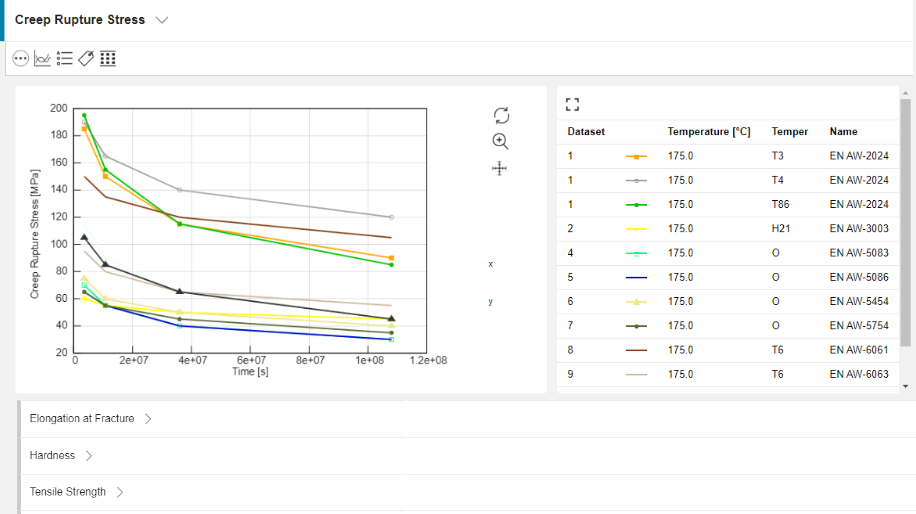 Creep Rupture Stress
Creep Rupture Stress [MPa]
200
180
160
140
120
100
80
60
40
20
0 2e+07 4e+07 6e+07 8e+07 1e+08 1.2e+08
Time [s]
x
y
Dataset Temperature [°C] Temper Name
1 175.0 T3 EN AW-2024
1 175.0 T4 EN AW-2024
1 175.0 T86 EN AW-2024
2 175.0 H21 EN AW-3003
4 175.0 O EN AW-5083
5 175.0 O EN AW-5086
6 175.0 O EN AW-5454
7 175.0 O EN AW-5754
8 175.0 T6 EN AW-6061
9 175.0 T6 EN AW-6063
Elongation at Fracture
Hardness
Tensile Strength